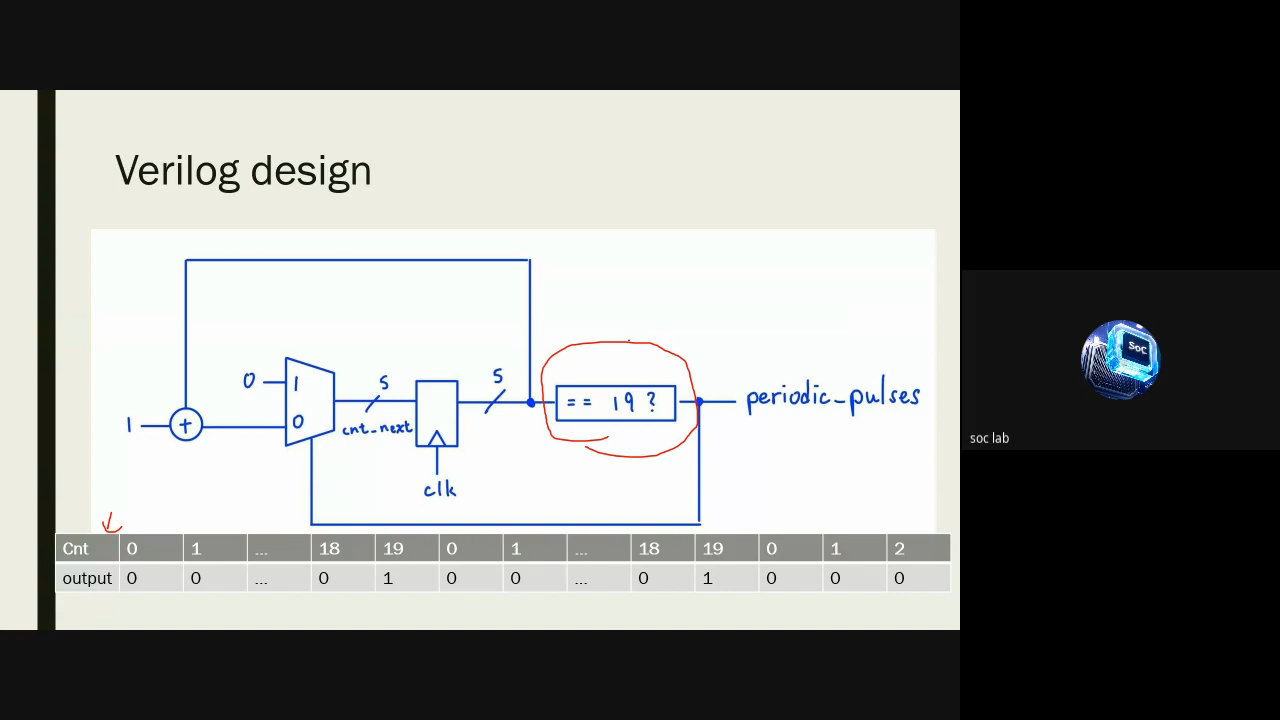 Verilog design
0
1
5
5
== 19 ?
periodic_pulses
1
+
0
cnt_next
clk
Cnt 0 1 ... 18 19 0 1 ... 18 19 0 1 2
output 0 0 ... 0 1 0 0 ... 0 1 0 0 0
SoC
soc lab